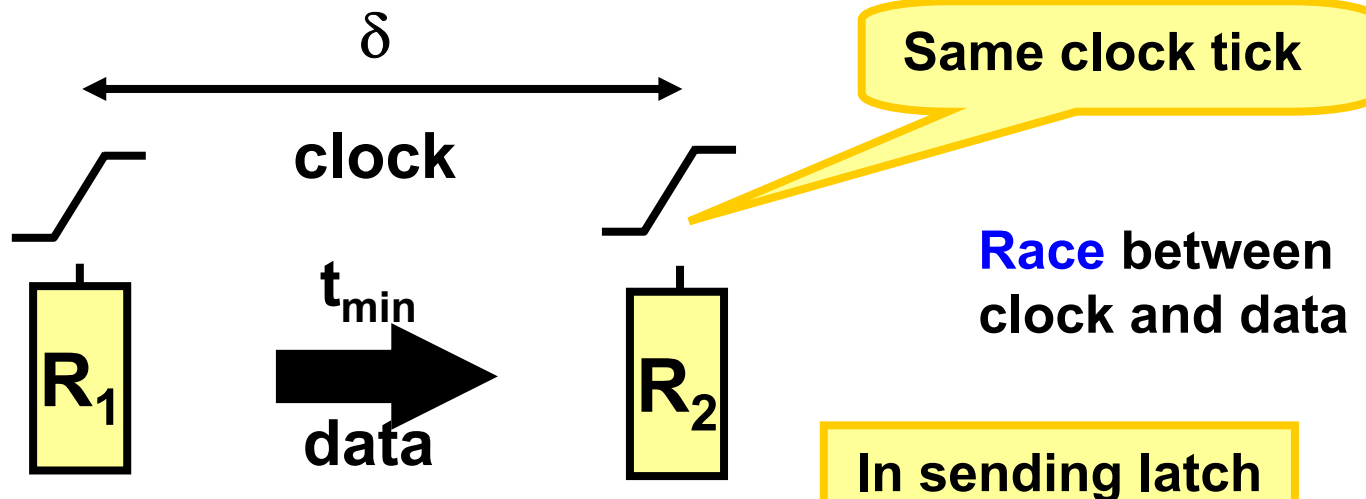 δ
Same clock tick
clock
Race between
clock and data
t_min
R_1
R_2
data
In sending latch